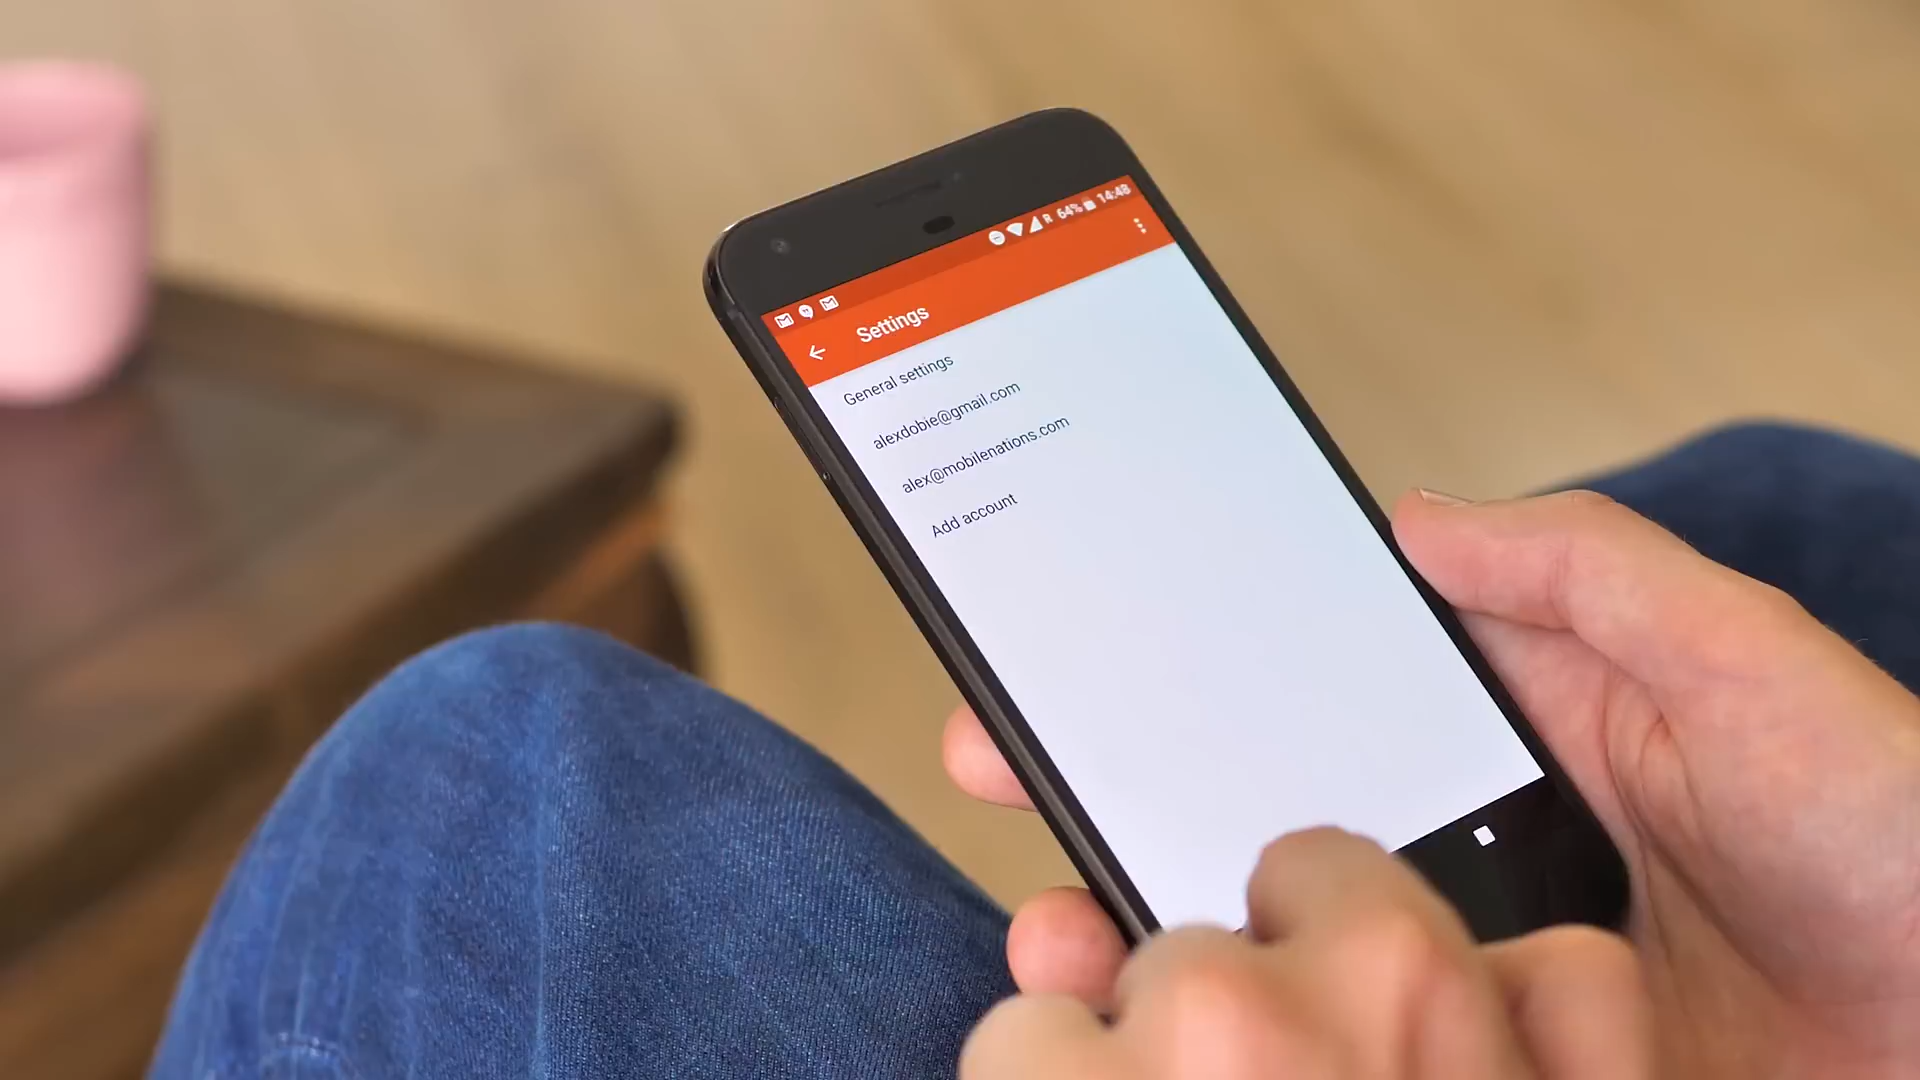 R 64% 14:48
Settings
General settings
alexdobie@gmail.com
alex@mobilenations.com
Add account